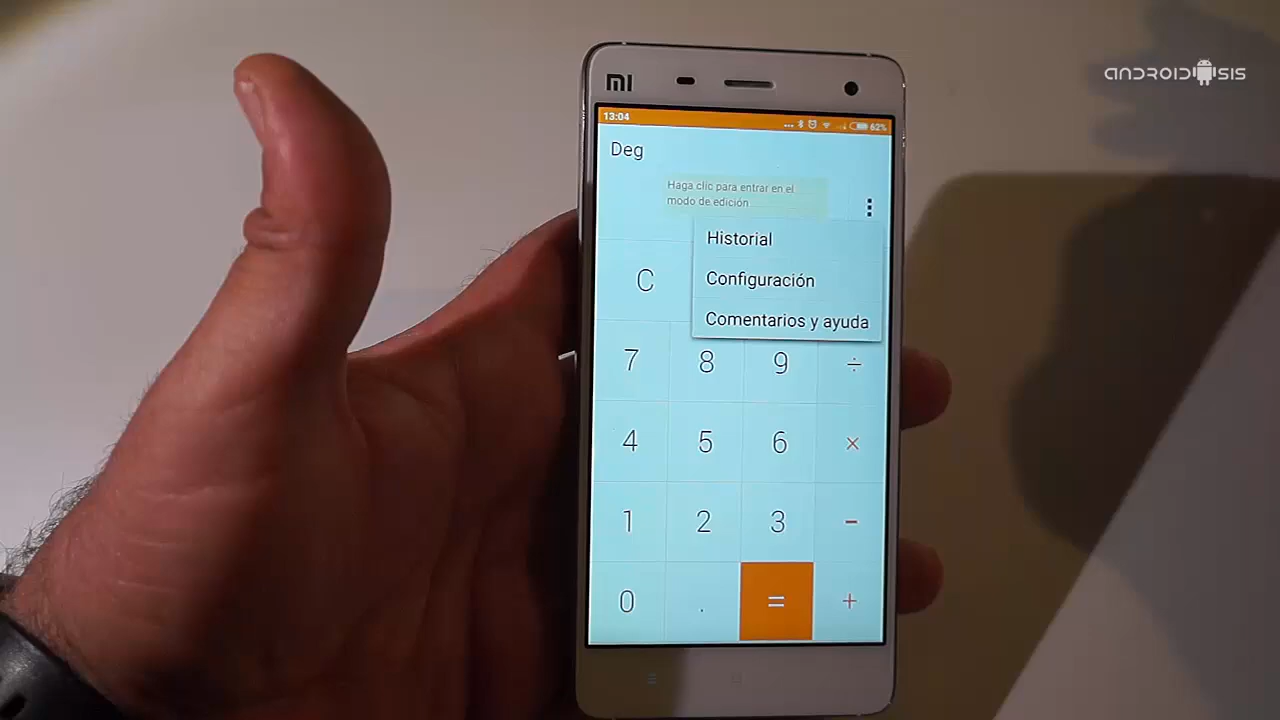 ANDROIDSIS
MI
13:04
62%
Deg
Haga clic para entrar en el
modo de edición
Historial
Configuración
Comentarios y ayuda
C
7 8 9 ÷
4 5 6 ×
1 2 3 −
0 . = +